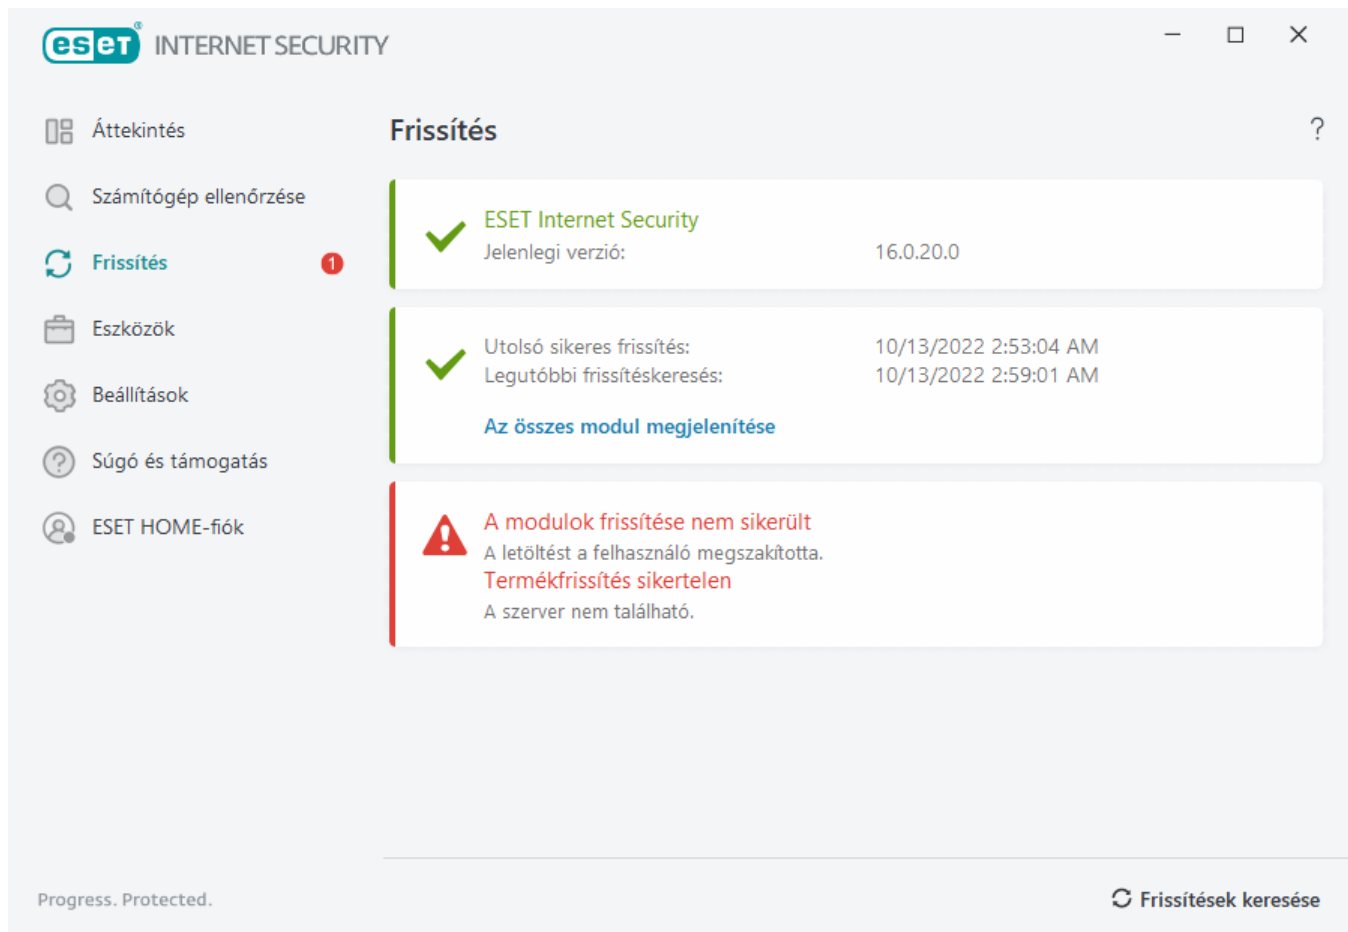 eset® INTERNET SECURITY
Áttekintés
Számítógép ellenőrzése
Frissítés 1
Eszközök
Beállítások
Súgó és támogatás
ESET HOME-fiók
Frissítés ?
ESET Internet Security
Jelenlegi verzió: 16.0.20.0
Utolsó sikeres frissítés: 10/13/2022 2:53:04 AM
Legutóbbi frissítéskeresés: 10/13/2022 2:59:01 AM
Az összes modul megjelenítése
A modulok frissítése nem sikerült
A letöltést a felhasználó megszakította.
Termékfrissítés sikertelen
A szerver nem található.
Progress. Protected.
Frissítések keresése